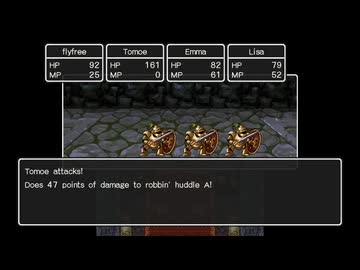 flyfree Tomoe Emma Lisa
HP 92 HP 161 HP 82 HP 79
MP 25 MP 0 MP 61 MP 52
Tomoe attacks!
Does 47 points of damage to robbin' huddle A!